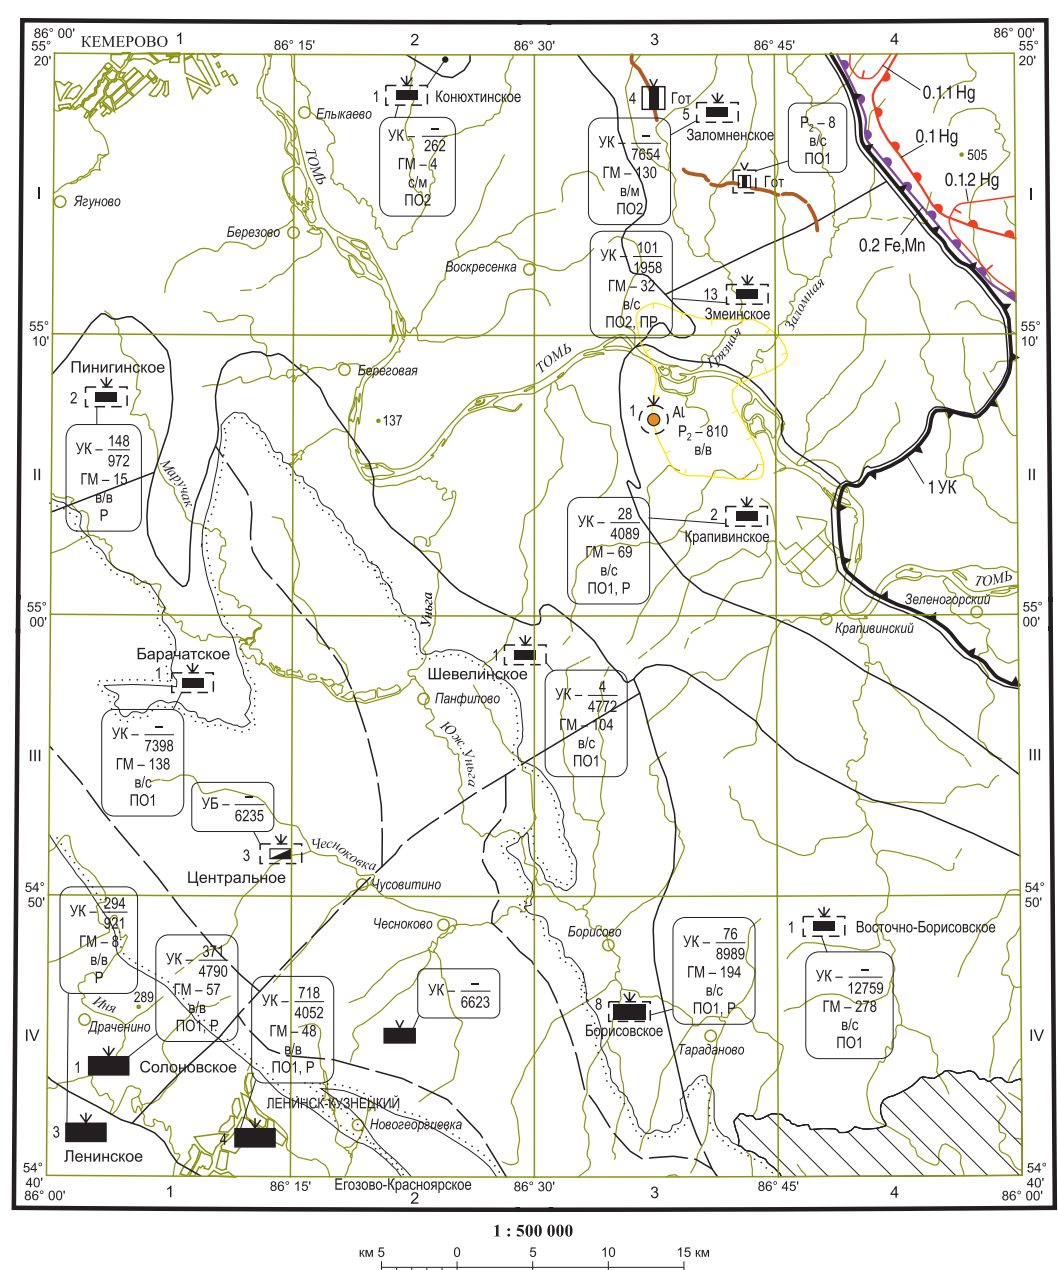 86° 00′
55°
20′
КЕМЕРОВО
1
86° 15′
2
86° 30′
3
86° 45′
4
86° 00′
55°
20′
1
Конюхтинское
Елыкаево
УК – –/262
ГМ – 4
с/м
ПО2
ТОМЬ
4
Гот
5
Заломненское
УК – –/7654
ГМ – 130
в/м
ПО2
P₂ – 8
в/с
ПО1
0.1.1 Hg
0.1 Hg
505
0.1.2 Hg
Гот
I
Ягуново
I
Березово
0.2 Fe,Mn
Воскресенка
УК – 101/1958
ГМ – 32
в/с
ПО2, ПР
13
Змеинское
Заломная
Грязная
55°
10′
55°
10′
Пинигинское
2
Береговая
ТОМЬ
137
1
Al
P₂ – 810
в/в
УК – 148/972
ГМ – 15
в/в
Р
Маручак
II
II
1 УК
УК – 28/4089
ГМ – 69
в/с
ПО1, Р
2
Крапивинское
ТОМЬ
Зеленогорский
Уньга
55°
00′
55°
00′
Крапивинский
Барачатское
1
1
Шевелинское
Панфилово
УК – 4/4772
ГМ – 104
в/с
ПО1
УК – –/7398
ГМ – 138
в/с
ПО1
Юж. Уньга
III
III
УБ – –/6235
3
Центральное
Чесноковка
Чусовитино
54°
50′
54°
50′
УК – 294/921
ГМ – 8
в/в
Р
Чесноково
Борисово
УК – 76/8989
ГМ – 194
в/с
ПО1, Р
1
Восточно-Борисовское
УК – 371/4790
ГМ – 57
в/в
ПО1, Р
УК – 718/4052
ГМ – 48
в/в
ПО1, Р
УК – –/6623
УК – –/12759
ГМ – 278
в/с
ПО1
Иня
289
Драченино
8
Борисовское
Тараданово
IV
IV
1
Солоновское
ЛЕНИНСК-КУЗНЕЦКИЙ
Новогеоргиевка
3
Ленинское
4
Егозово-Красноярское
54°
40′
86° 00′
1
86° 15′
2
86° 30′
3
86° 45′
4
54°
40′
86° 00′
1 : 500 000
км 5 0 5 10 15 км